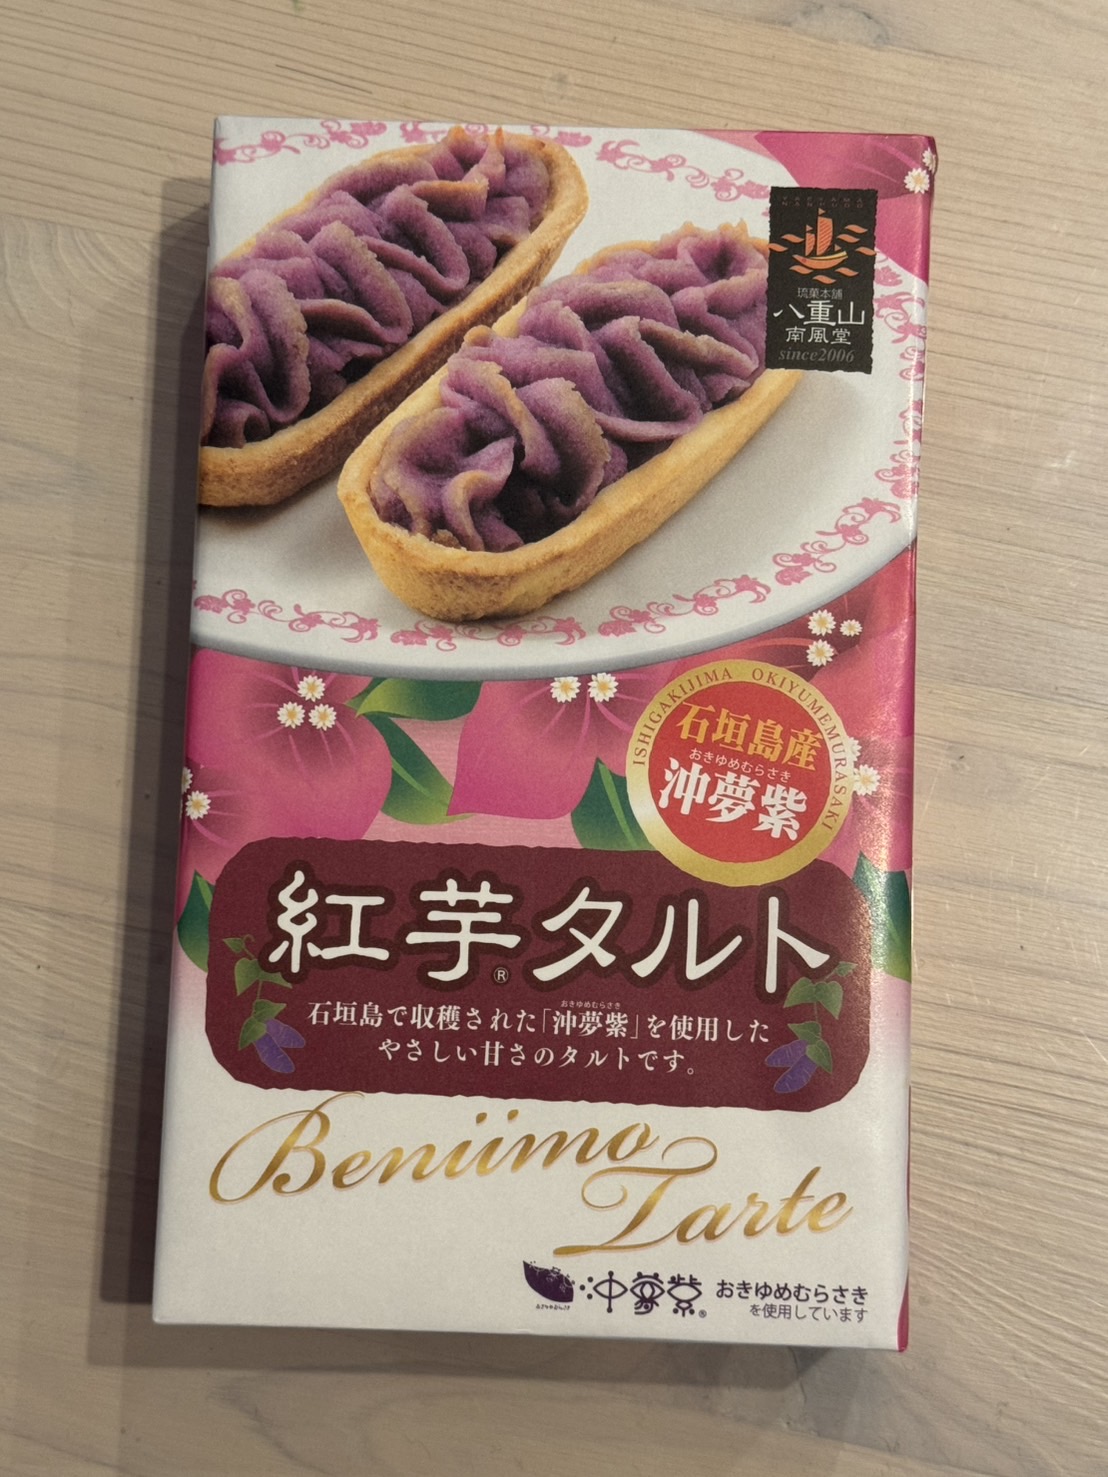 琉菓本舗
八重山
南風堂
since2006
ISHIGAKIJIMA OKIYUMEMURASAKI
石垣島産
おきゆめむらさき
沖夢紫
紅芋®タルト
おきゆめむらさき
石垣島で収穫された「沖夢紫」を使用した
やさしい甘さのタルトです。
Beniimo
Tarte
沖夢紫® おきゆめむらさき
を使用しています